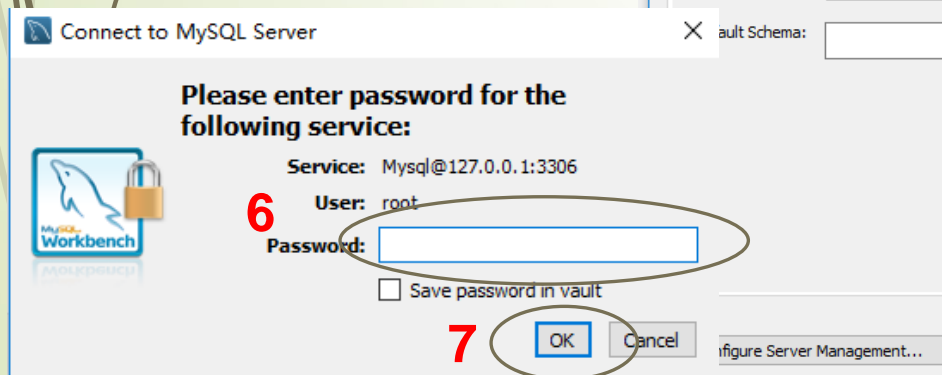 Connect to MySQL Server
ault Schema:
Please enter password for the
following service:
Service: Mysql@127.0.0.1:3306
6
User: root
Password:
MySQL
Workbench
Save password in vault
7
OK
Cancel
nfigure Server Management...